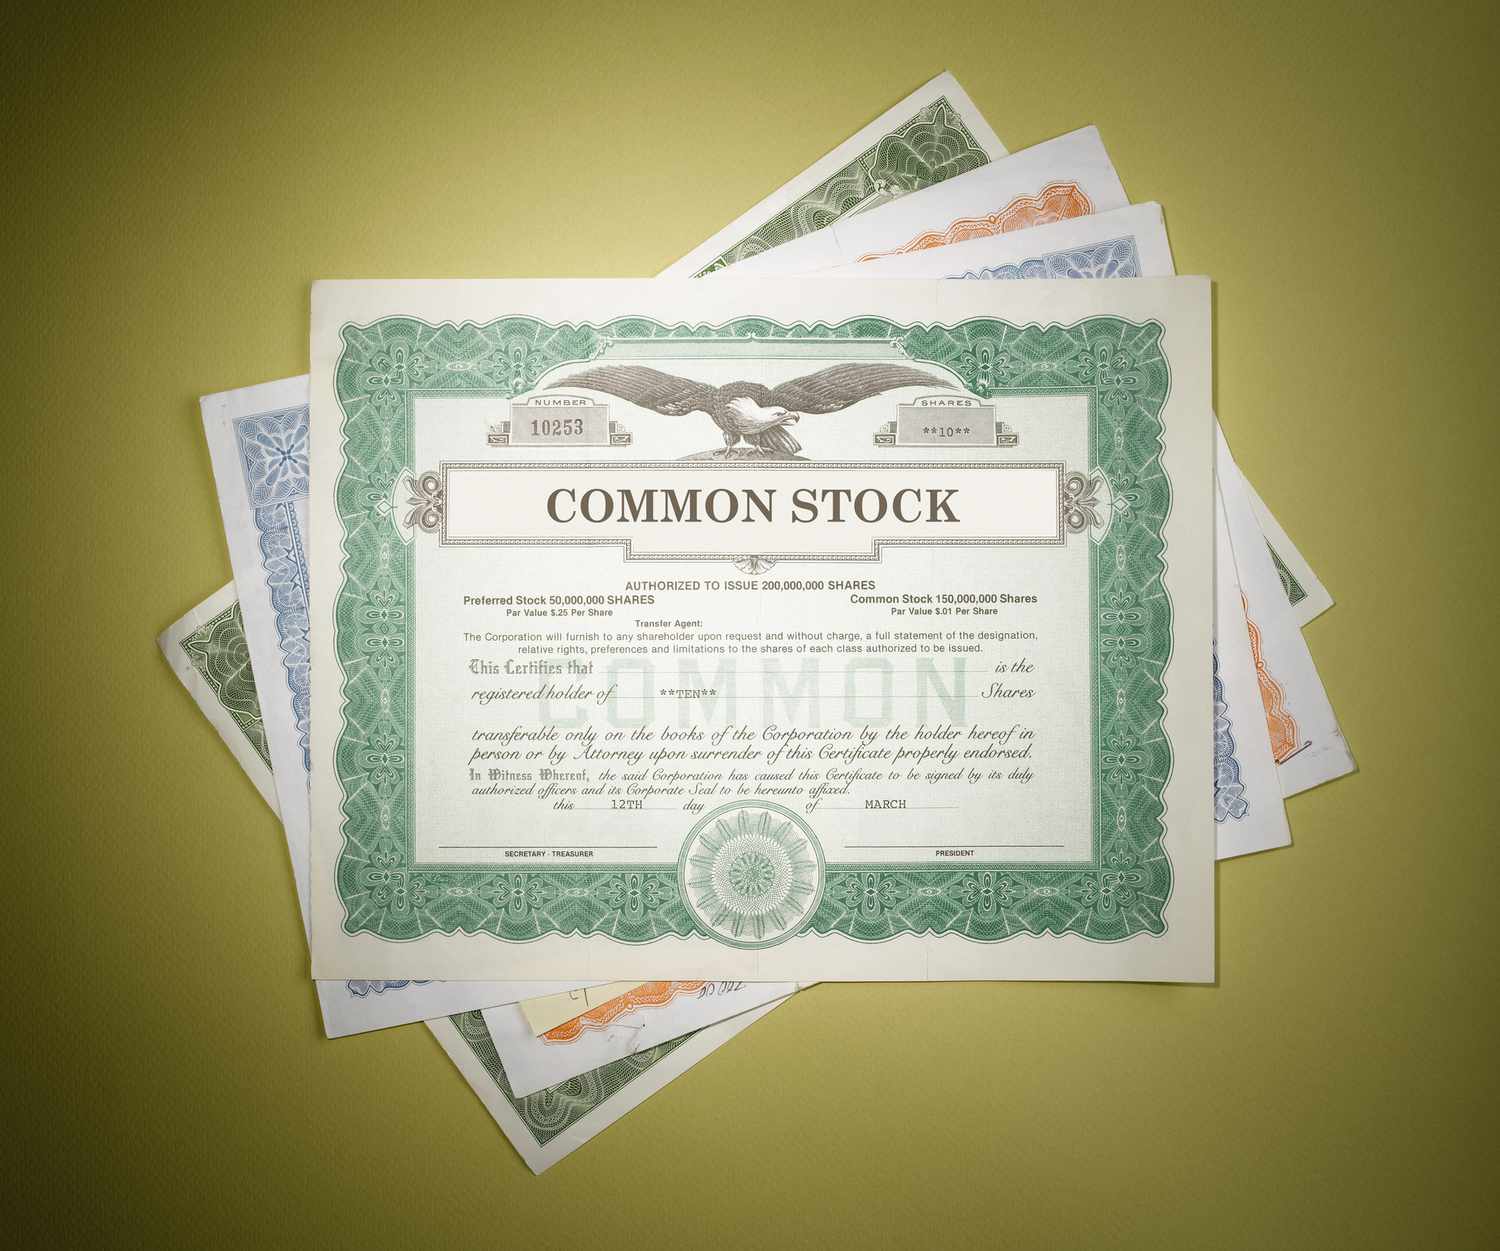 NUMBER
10253
SHARES
**10**
COMMON STOCK
AUTHORIZED TO ISSUE 200,000,000 SHARES
Preferred Stock 50,000,000 SHARES
Par Value $.25 Per Share
Common Stock 150,000,000 Shares
Par Value $.01 Per Share
Transfer Agent:
The Corporation will furnish to any shareholder upon request and without charge, a full statement of the designation,
relative rights, preferences and limitations to the shares of each class authorized to be issued.
COMMON
This Certifies that is the
registered holder of **TEN** Shares
transferable only on the books of the Corporation by the holder hereof in
person or by Attorney upon surrender of this Certificate properly endorsed.
In Witness Whereof, the said Corporation has caused this Certificate to be signed by its duly
authorized officers and its Corporate Seal to be hereunto affixed.
this 12TH day of MARCH
SECRETARY - TREASURER
PRESIDENT